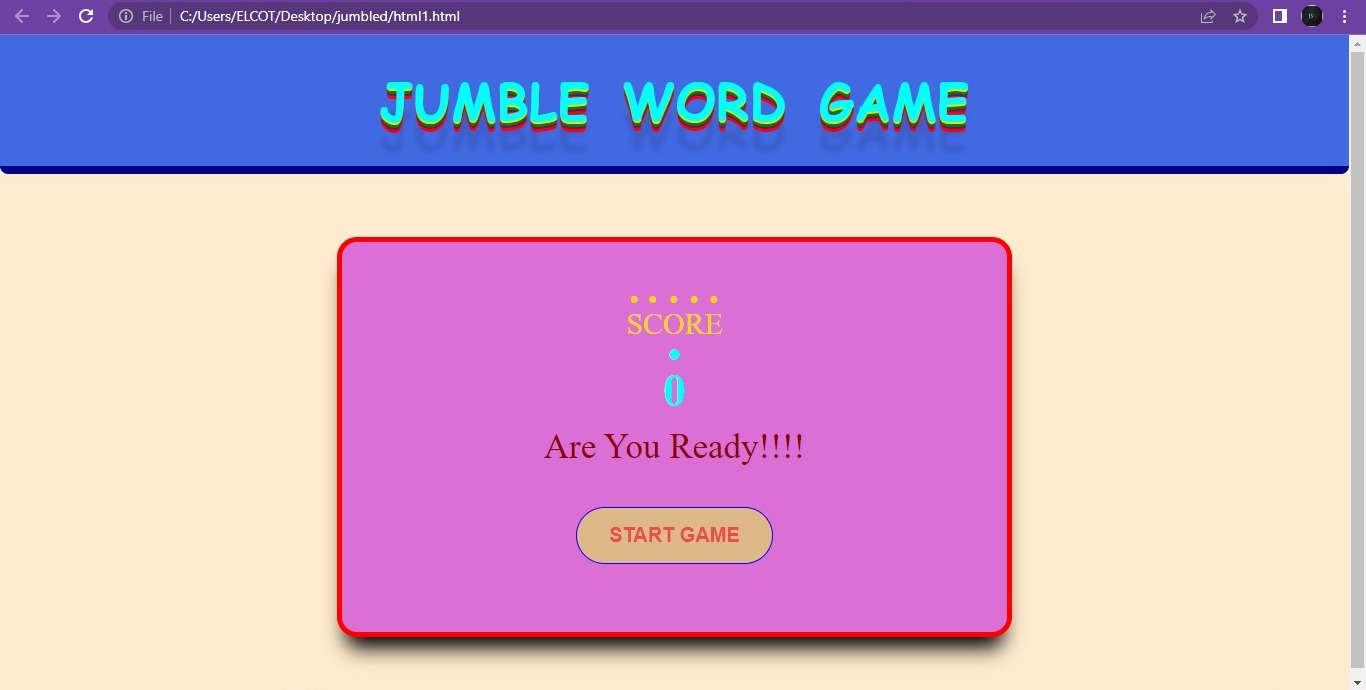 File C:/Users/ELCOT/Desktop/jumbled/html1.html
JUMBLE WORD GAME
SCORE
0
Are You Ready!!!!
START GAME